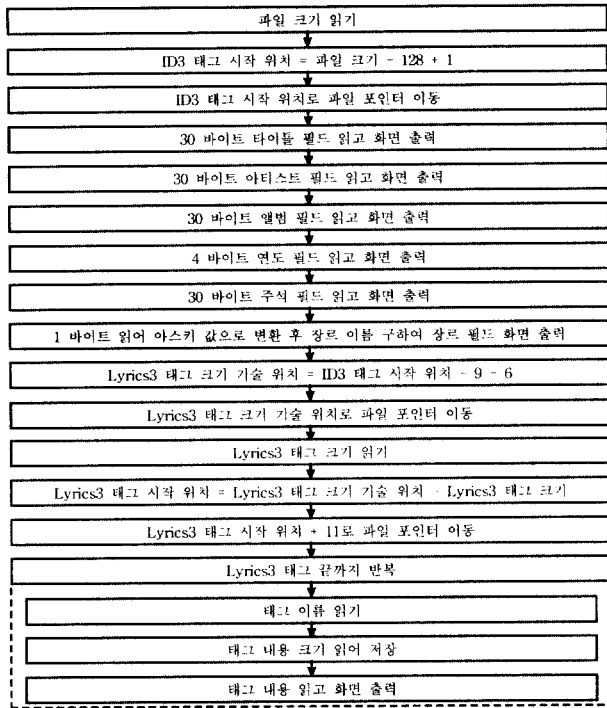 파일 크기 읽기
ID3 태그 시작 위치 = 파일 크기 - 128 + 1
ID3 태그 시작 위치로 파일 포인터 이동
30 바이트 타이틀 필드 읽고 화면 출력
30 바이트 아티스트 필드 읽고 화면 출력
30 바이트 앨범 필드 읽고 화면 출력
4 바이트 연도 필드 읽고 화면 출력
30 바이트 주석 필드 읽고 화면 출력
1 바이트 읽어 아스키 값으로 변환 후 장르 이름 구하여 장르 필드 화면 출력
Lyrics3 태그 크기 기술 위치 = ID3 태그 시작 위치 - 9 - 6
Lyrics3 태그 크기 기술 위치로 파일 포인터 이동
Lyrics3 태그 크기 읽기
Lyrics3 태그 시작 위치 = Lyrics3 태그 크기 기술 위치 - Lyrics3 태그 크기
Lyrics3 태그 시작 위치 + 11로 파일 포인터 이동
Lyrics3 태그 끝까지 반복
태그 이름 읽기
태그 내용 크기 읽어 저장
태그 내용 읽고 화면 출력